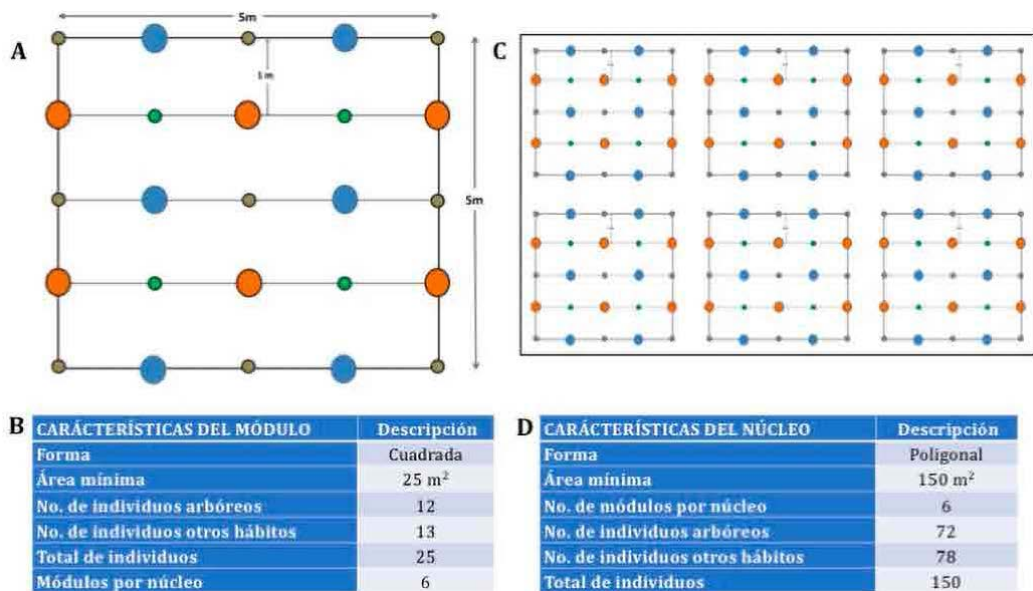 5m
A
1 m
5m
C
B
CARÁCTERÍSTICAS DEL MÓDULO Descripción
Forma Cuadrada
Área mínima 25 m²
No. de individuos arbóreos 12
No. de individuos otros hábitos 13
Total de individuos 25
Módulos por núcleo 6
D
CARÁCTERÍSTICAS DEL NÚCLEO Descripción
Forma Poligonal
Área mínima 150 m²
No. de módulos por núcleo 6
No. de individuos arbóreos 72
No. de individuos otros hábitos 78
Total de individuos 150